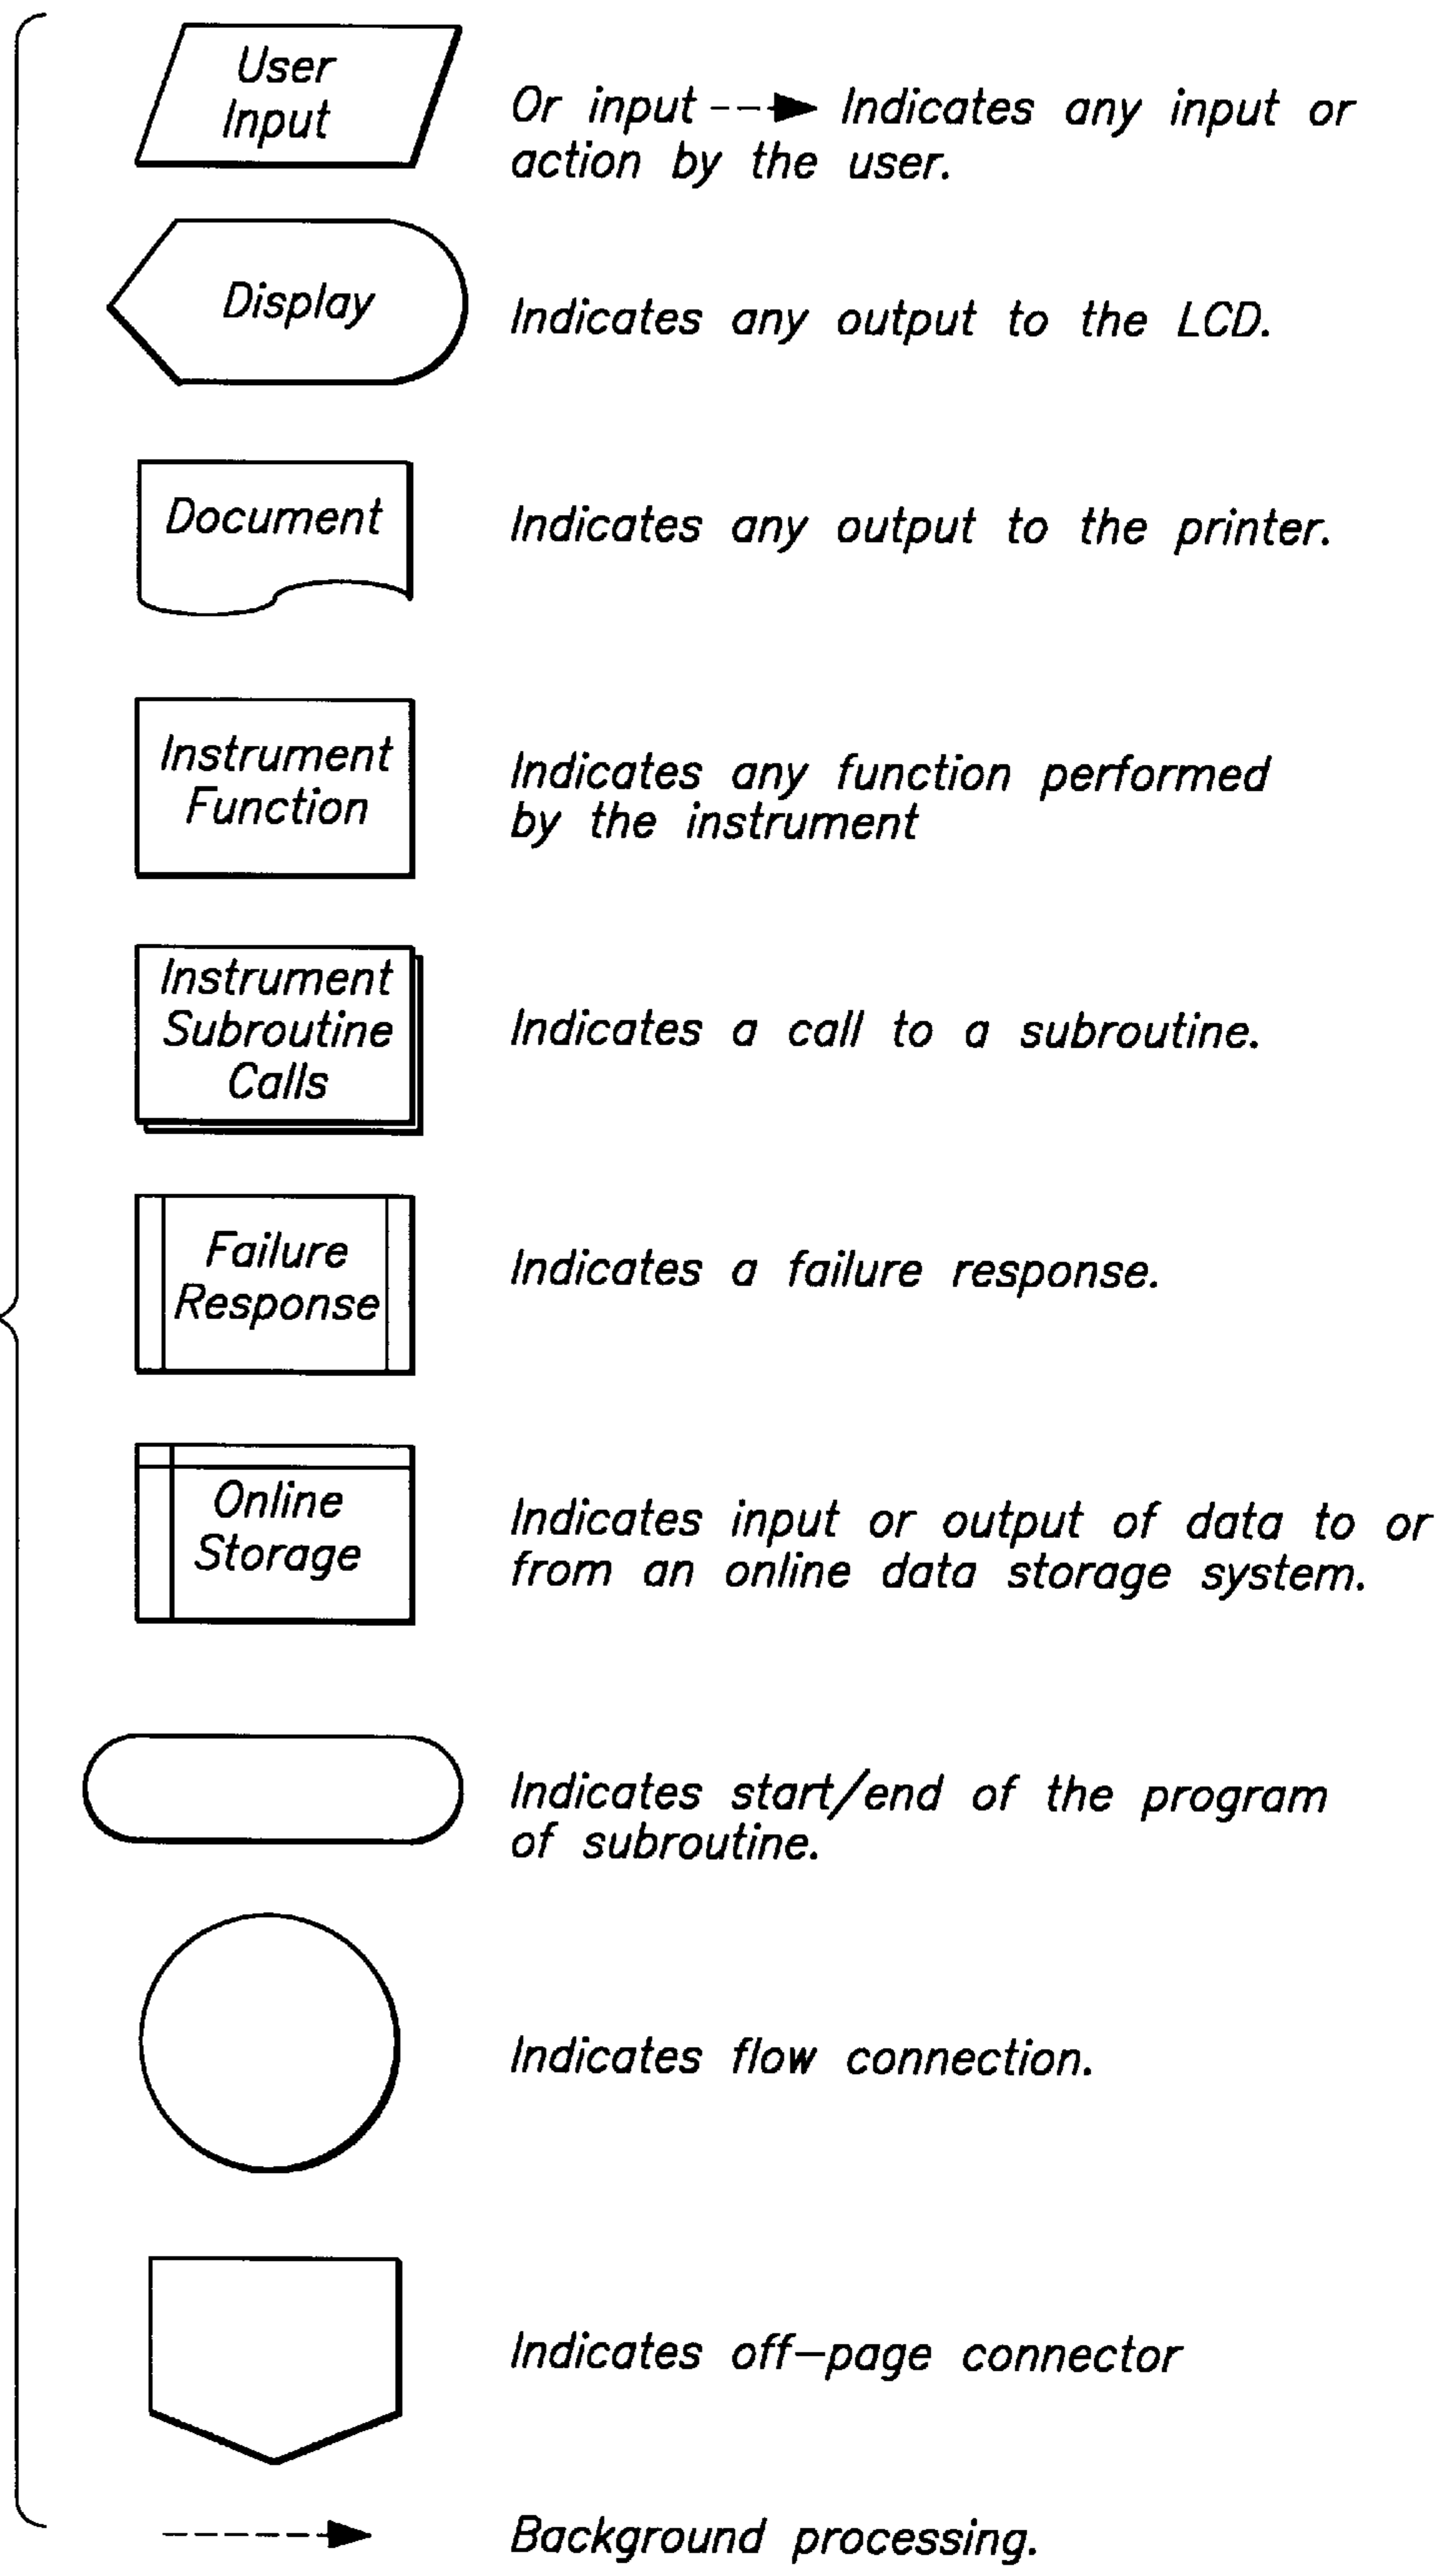 User
Input
Or input Indicates any input or
action by the user.
Display
Indicates any output to the LCD.
Document
Indicates any output to the printer.
Instrument
Function
Indicates any function performed
by the instrument
Instrument
Subroutine
Calls
Indicates a call to a subroutine.
Failure
Response
Indicates a failure response.
Online
Storage
Indicates input or output of data to or
from an online data storage system.
Indicates start/end of the program
of subroutine.
Indicates flow connection.
Indicates off-page connector
Background processing.